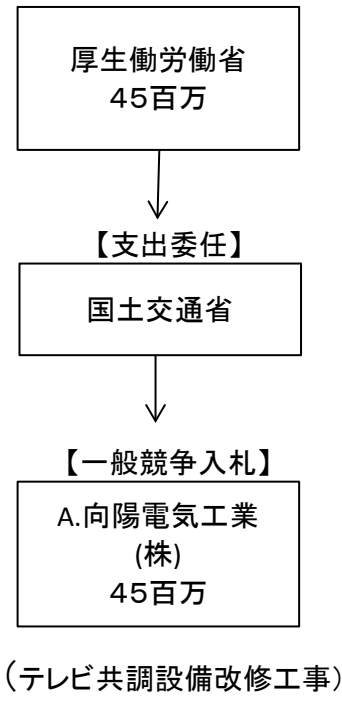 厚生働労働省
45百万
【支出委任】
国土交通省
【一般競争入札】
A.向陽電気工業
(株)
45百万
(テレビ共調設備改修工事)